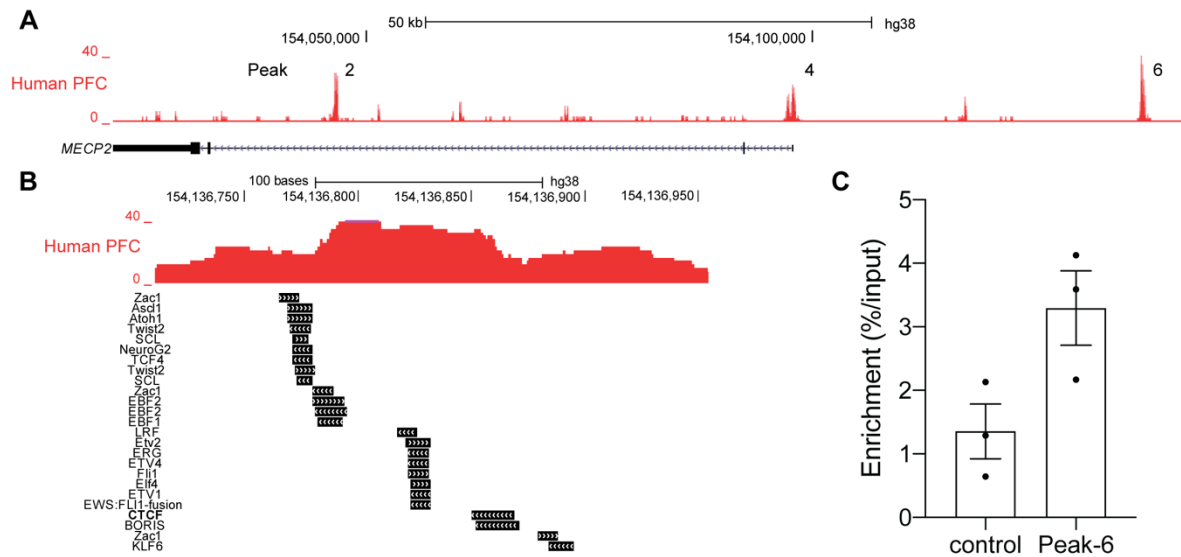 A
50 kb hg38
154,050,000 154,100,000
40 _
Peak 2 4 6
Human PFC
0 _
MECP2
B
100 bases hg38
154,136,750 154,136,800 154,136,850 154,136,900 154,136,950
40 _
Human PFC
0 _
Zac1
Ascl1
Atoh1
Twist2
SCL
NeuroG2
TCF4
Twist2
SCL
Zac1
EBF2
EBF2
EBF1
LRF
Etv2
ERG
ETV4
Fli1
Elf4
ETV1
EWS:FLI1-fusion
CTCF
BORIS
Zac1
KLF6
C
Enrichment (%/input)
5
4
3
2
1
0
control Peak-6